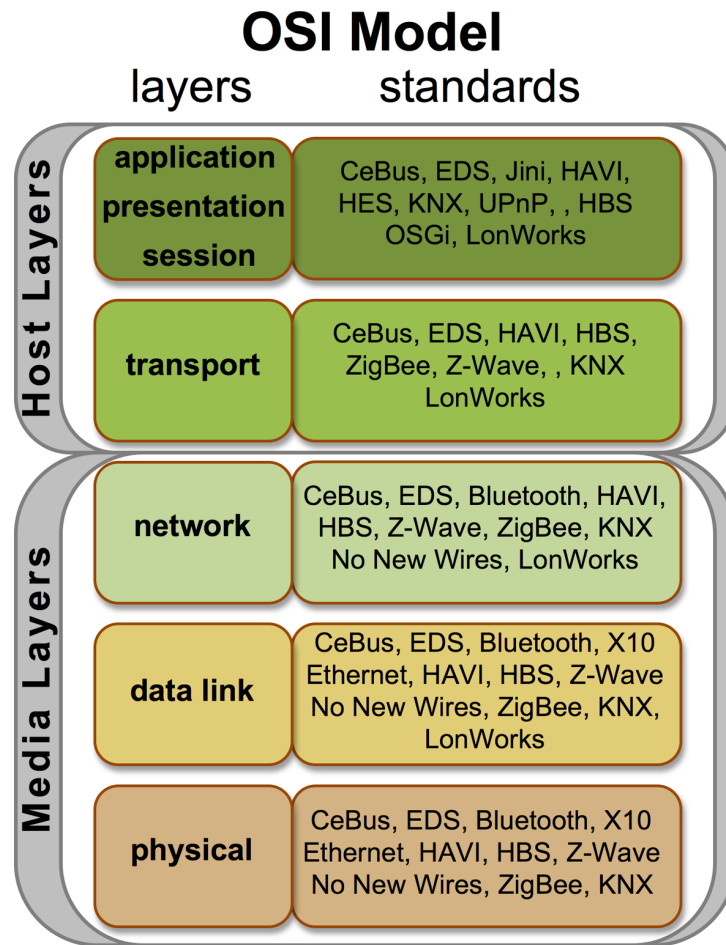 OSI Model
layers standards
Host Layers
application
presentation
session
CeBus, EDS, Jini, HAVI,
HES, KNX, UPnP, , HBS
OSGi, LonWorks
transport
CeBus, EDS, HAVI, HBS,
ZigBee, Z-Wave, , KNX
LonWorks
Media Layers
network
CeBus, EDS, Bluetooth, HAVI,
HBS, Z-Wave, ZigBee, KNX
No New Wires, LonWorks
data link
CeBus, EDS, Bluetooth, X10
Ethernet, HAVI, HBS, Z-Wave
No New Wires, ZigBee, KNX,
LonWorks
physical
CeBus, EDS, Bluetooth, X10
Ethernet, HAVI, HBS, Z-Wave
No New Wires, ZigBee, KNX